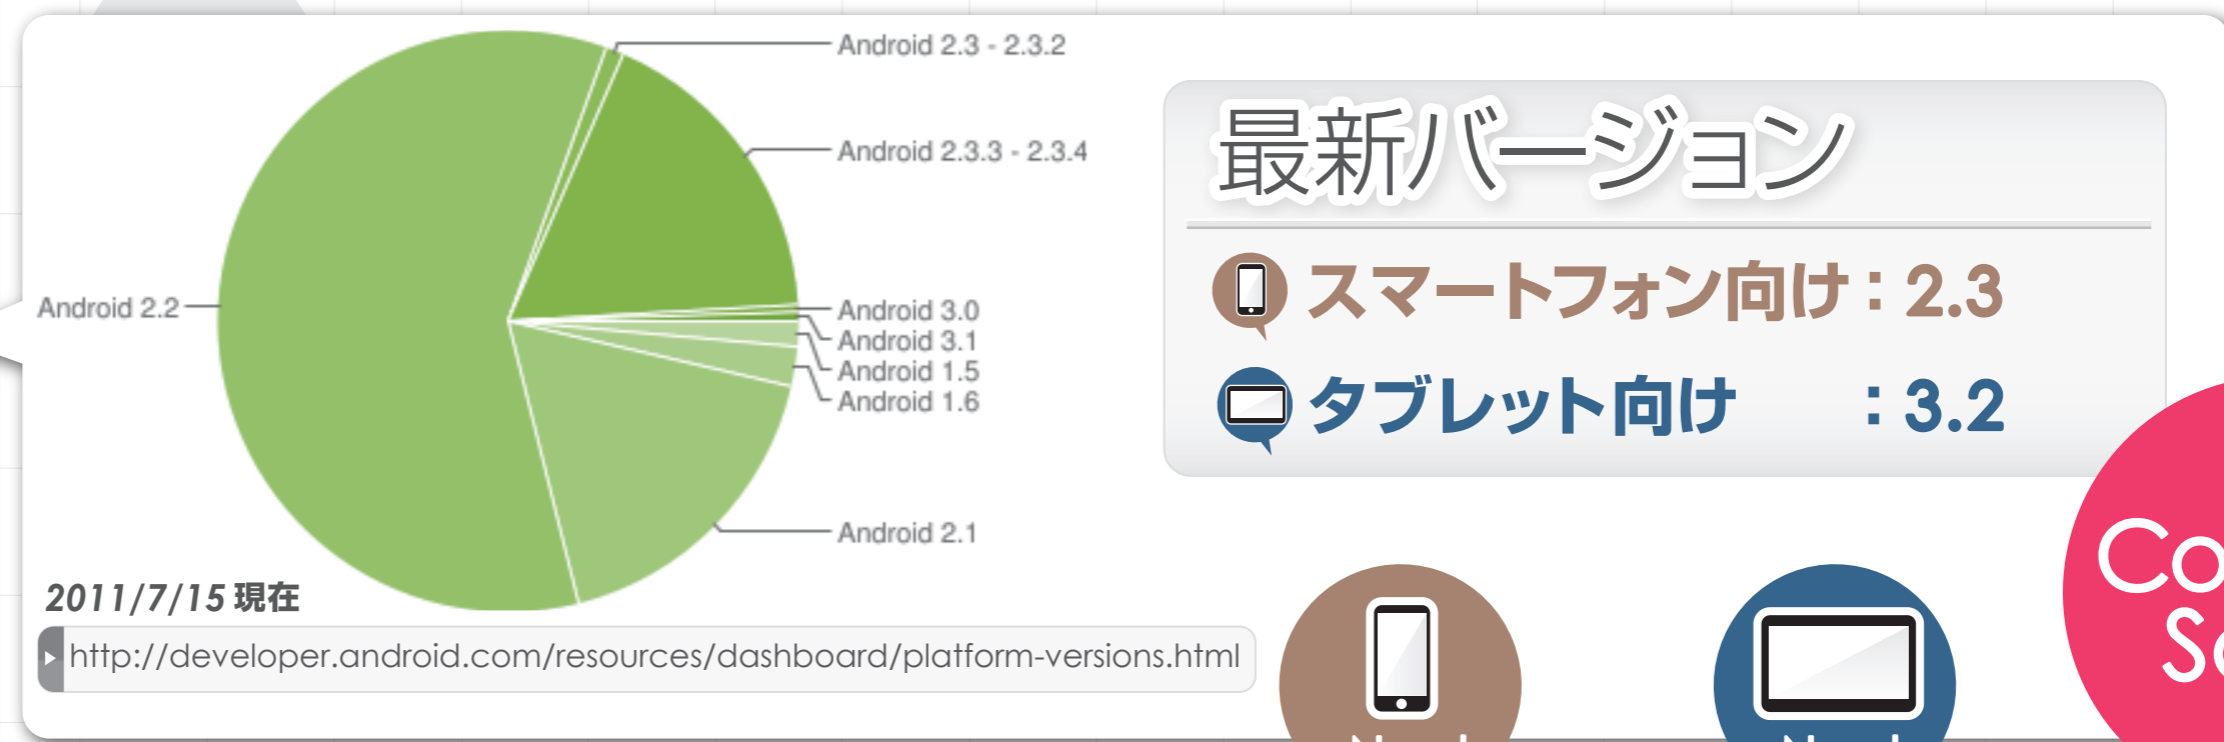 Android 2.3 - 2.3.2
Android 2.3.3 - 2.3.4
Android 2.2
Android 3.0
Android 3.1
Android 1.5
Android 1.6
Android 2.1
2011/7/15 現在
http://developer.android.com/resources/dashboard/platform-versions.html
最新バージョン
スマートフォン向け：2.3
タブレット向け ：3.2